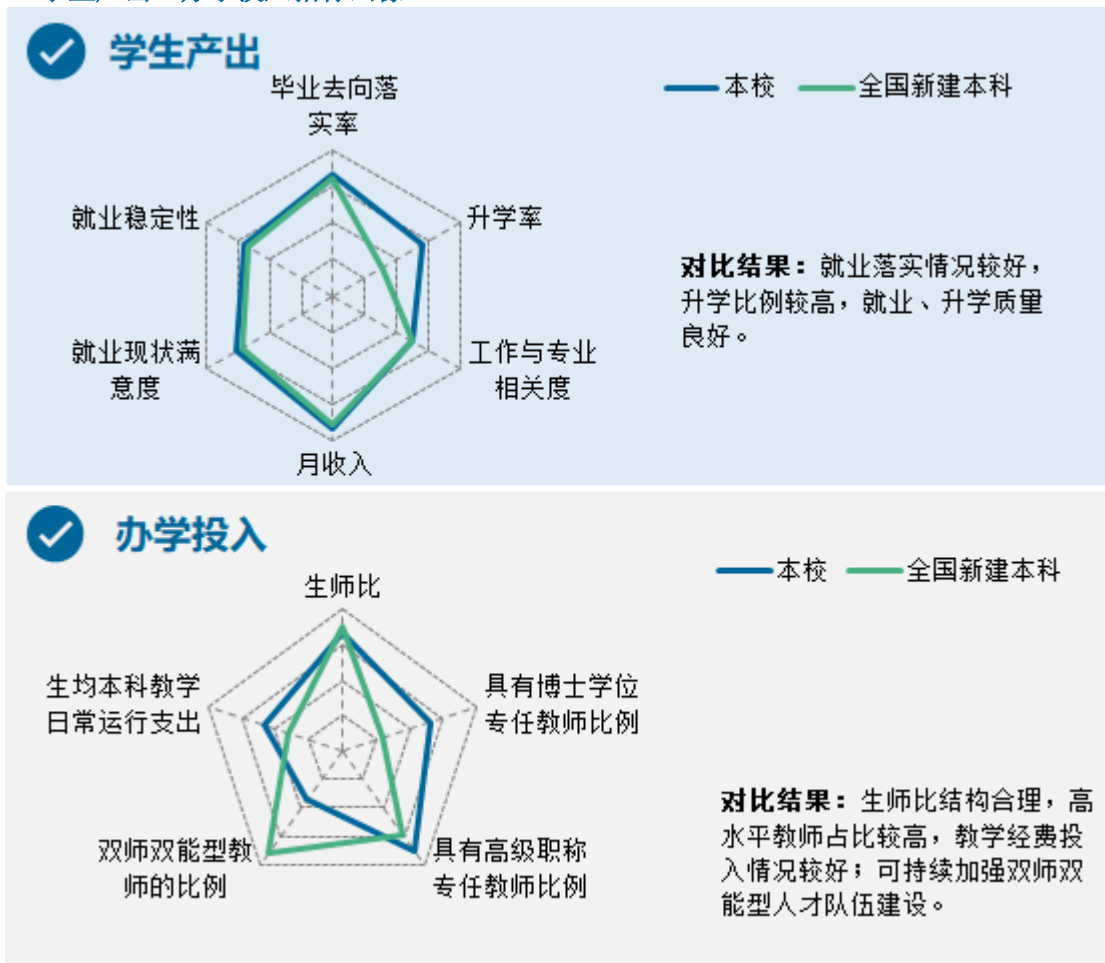 学生产出
本校
全国新建本科
毕业去向落
实率
就业稳定性
升学率
就业现状满
意度
工作与专业
相关度
月收入
对比结果：就业落实情况较好，
升学比例较高，就业、升学质量
良好。
办学投入
本校
全国新建本科
生师比
生均本科教学
日常运行支出
具有博士学位
专任教师比例
双师双能型教
师的比例
具有高级职称
专任教师比例
对比结果：生师比结构合理，高
水平教师占比较高，教学经费投
入情况较好；可持续加强双师双
能型人才队伍建设。